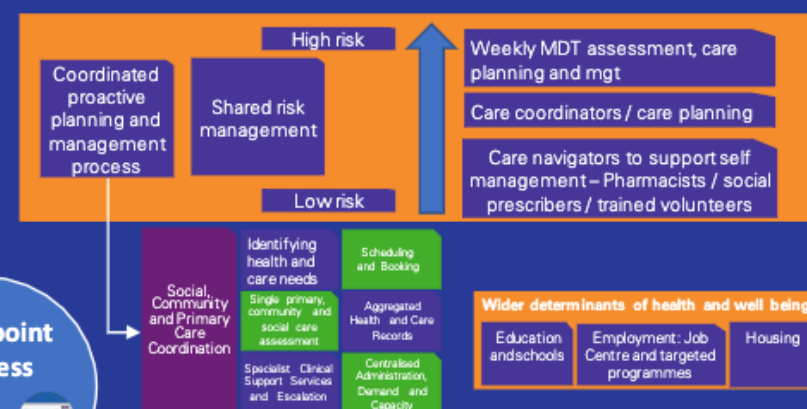 High risk
Coordinated
proactive
planning and
management
process
Shared risk
management
Low risk
Weekly MDT assessment, care
planning and mgt
Care coordinators / care planning
Care navigators to support self
management – Pharmacists / social
prescribers / trained volunteers
Social,
Community
and Primary
Care
Coordination
Identifying
health and
care needs
Scheduling
and Booking
Single primary,
community and
social care
assessment
Aggregated
Health and Care
Records
Specialist Clinical
Support Services
and Escalation
Centralised
Administration,
Demand and
Capacity
Wider determinants of health and well being
Education
andschools
Employment: Job
Centre and targeted
programmes
Housing